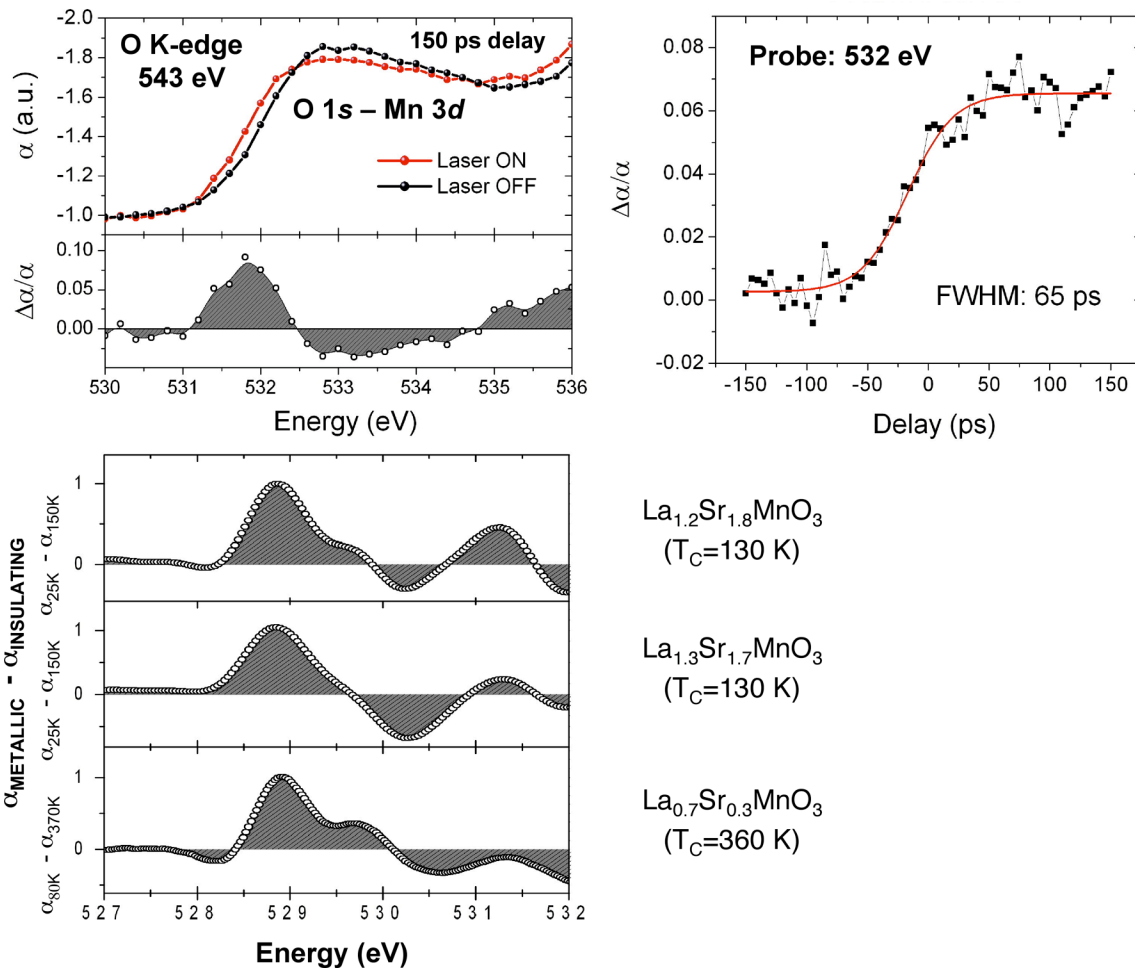 O K-edge
543 eV
150 ps delay
O 1s – Mn 3d
Laser ON
Laser OFF
α (a.u.)
-2.0
-1.8
-1.6
-1.4
-1.2
-1.0
Δα/α
0.10
0.05
0.00
530 531 532 533 534 535 536
Energy (eV)
Probe: 532 eV
FWHM: 65 ps
Δα/α
0.08
0.06
0.04
0.02
0.00
-0.02
-150 -100 -50 0 50 100 150
Delay (ps)
αMETALLIC - αINSULATING
α25K - α150K
1
0
La1.2Sr1.8MnO3
(TC=130 K)
α25K - α150K
1
0
La1.3Sr1.7MnO3
(TC=130 K)
α80K - α370K
1
0
La0.7Sr0.3MnO3
(TC=360 K)
527 528 529 530 531 532
Energy (eV)